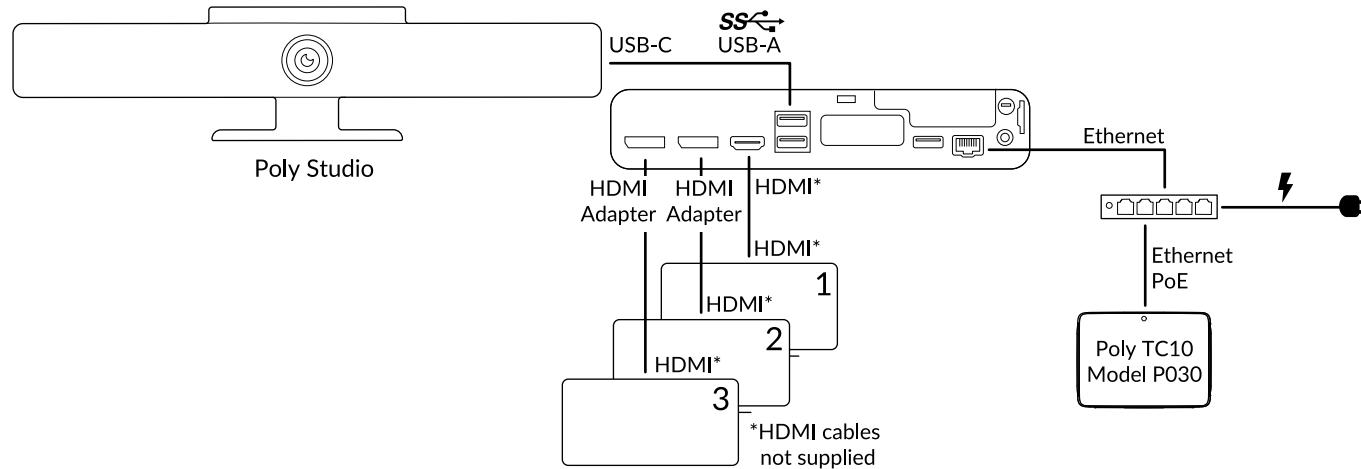 SS
USB-C
USB-A
Poly Studio
Ethernet
HDMI
Adapter
HDMI
Adapter
HDMI*
HDMI*
1
HDMI*
2
HDMI*
3
*HDMI cables
not supplied
Ethernet
PoE
Poly TC10
Model P030